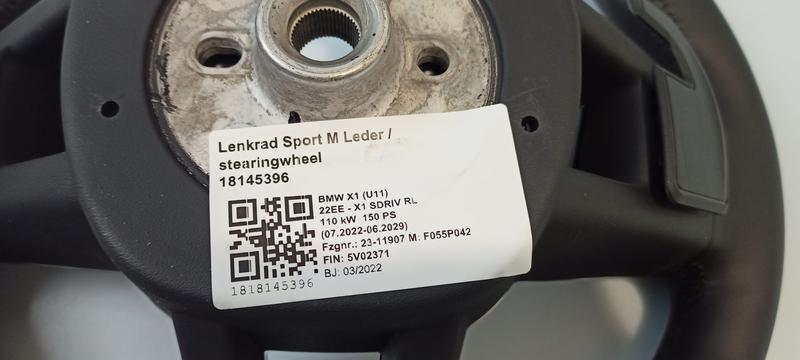 Lenkrad Sport M Leder /
stearingwheel
18145396
BMW X1 (U11)
22EE - X1 SDRIV RL
110 kW 150 PS
(07.2022-06.2029)
Fzgnr.: 23-11907 M: F055P042
FIN: 5V02371
BJ: 03/2022
1818145396